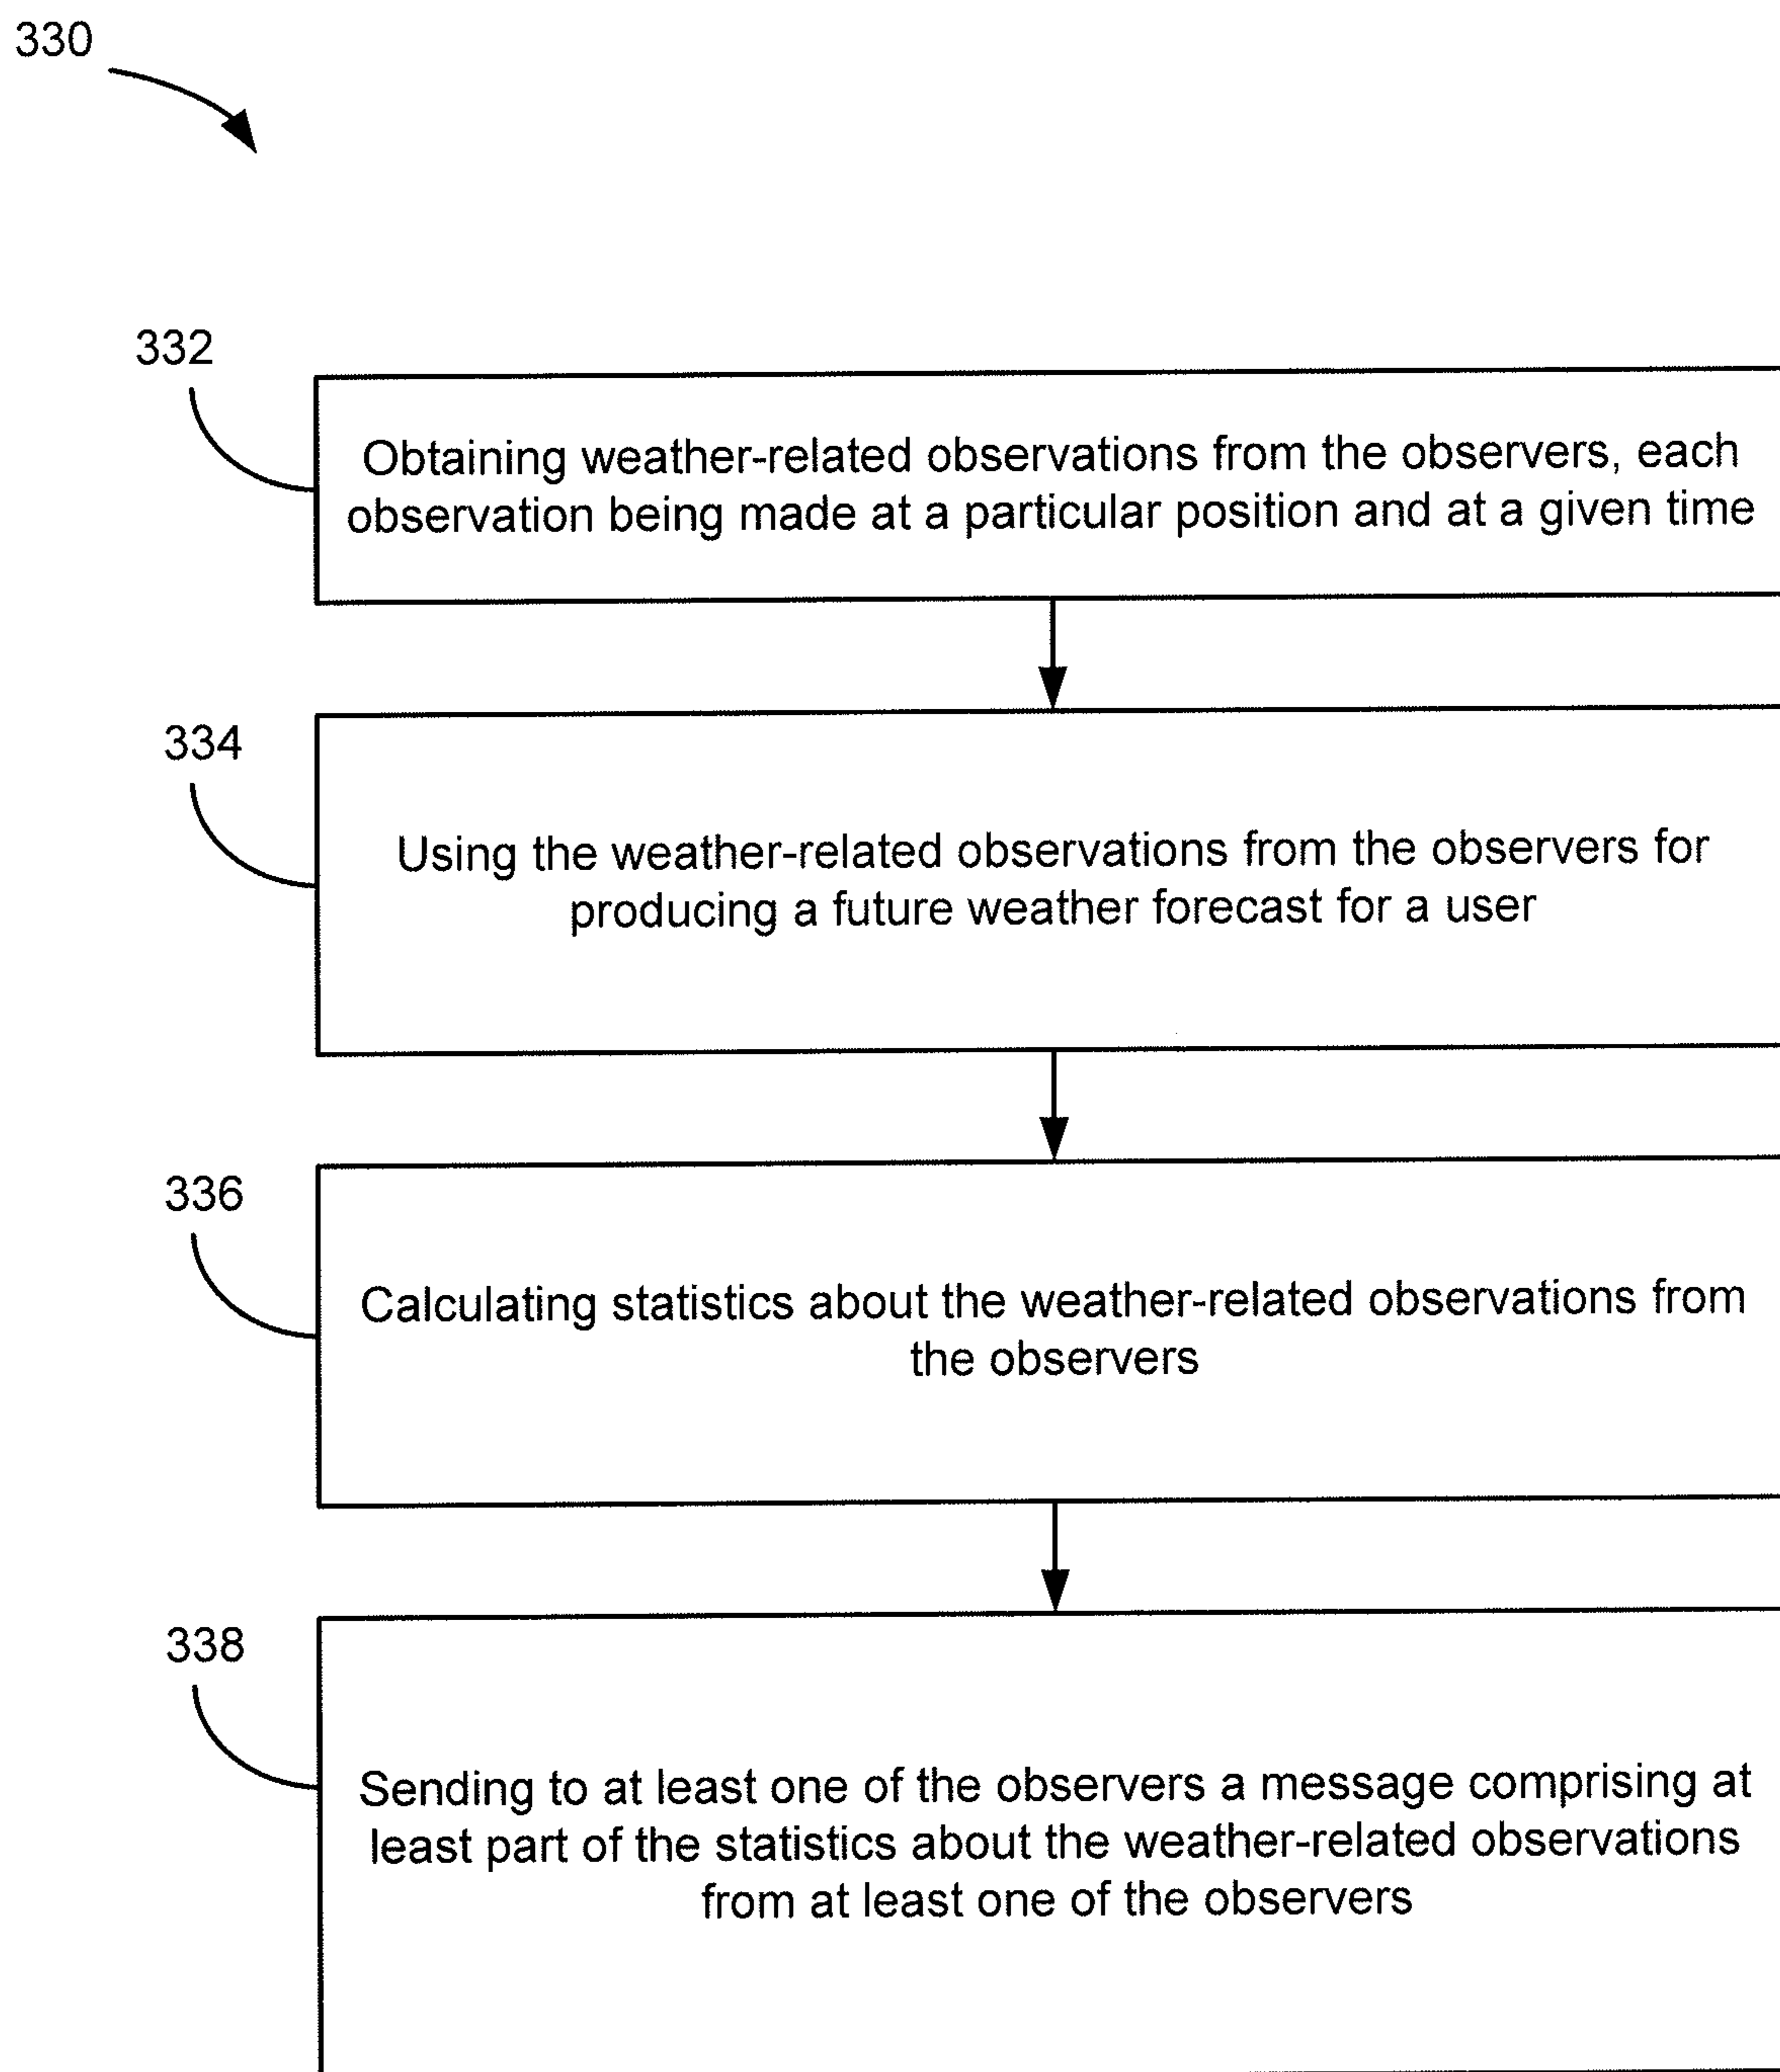 330
332
Obtaining weather-related observations from the observers, each
observation being made at a particular position and at a given time
334
Using the weather-related observations from the observers for
producing a future weather forecast for a user
336
Calculating statistics about the weather-related observations from
the observers
338
Sending to at least one of the observers a message comprising at
least part of the statistics about the weather-related observations
from at least one of the observers